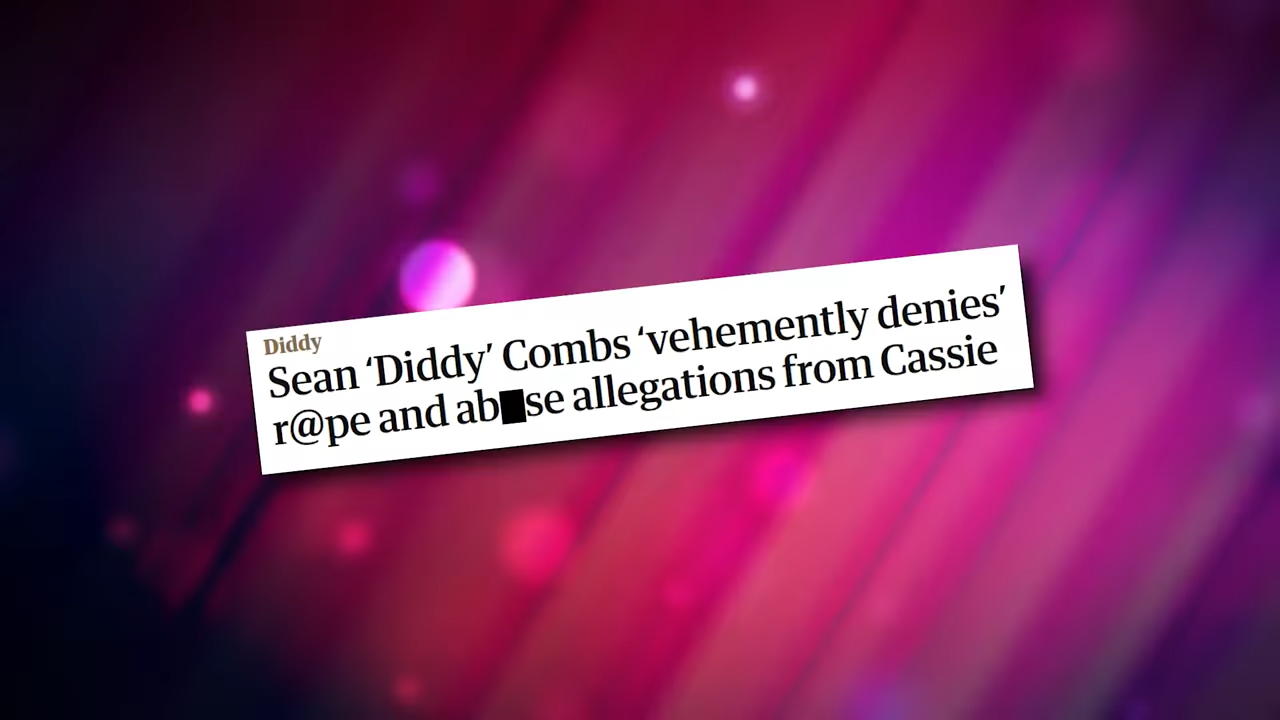 Diddy
Sean ‘Diddy’ Combs ‘vehemently denies’
r@pe and ab█se allegations from Cassie